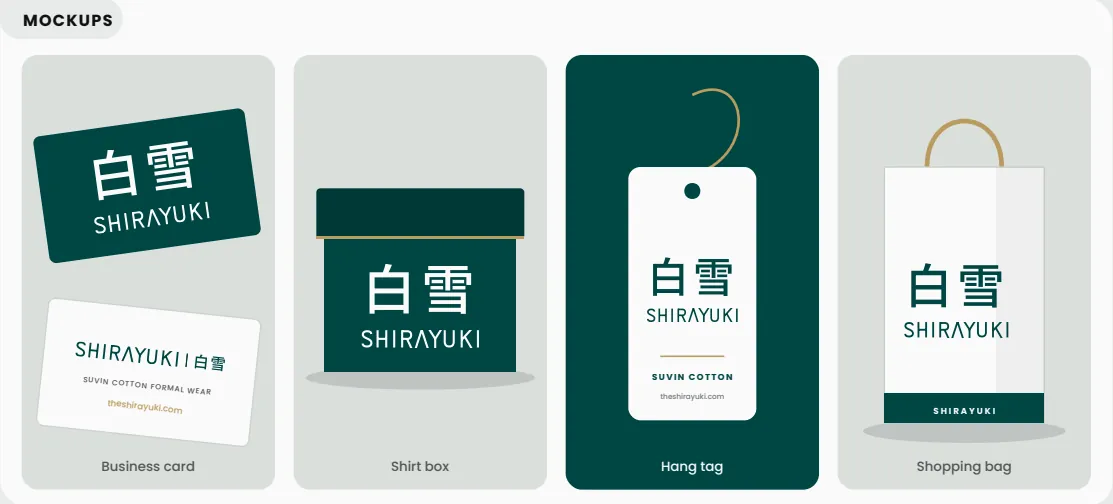 MOCKUPS
白雪
SHIRAYUKI
SHIRAYUKI | 白雪
SUVIN COTTON FORMAL WEAR
theshirayuki.com
Business card
白雪
SHIRAYUKI
Shirt box
白雪
SHIRAYUKI
SUVIN COTTON
theshirayuki.com
Hang tag
白雪
SHIRAYUKI
SHIRAYUKI
Shopping bag